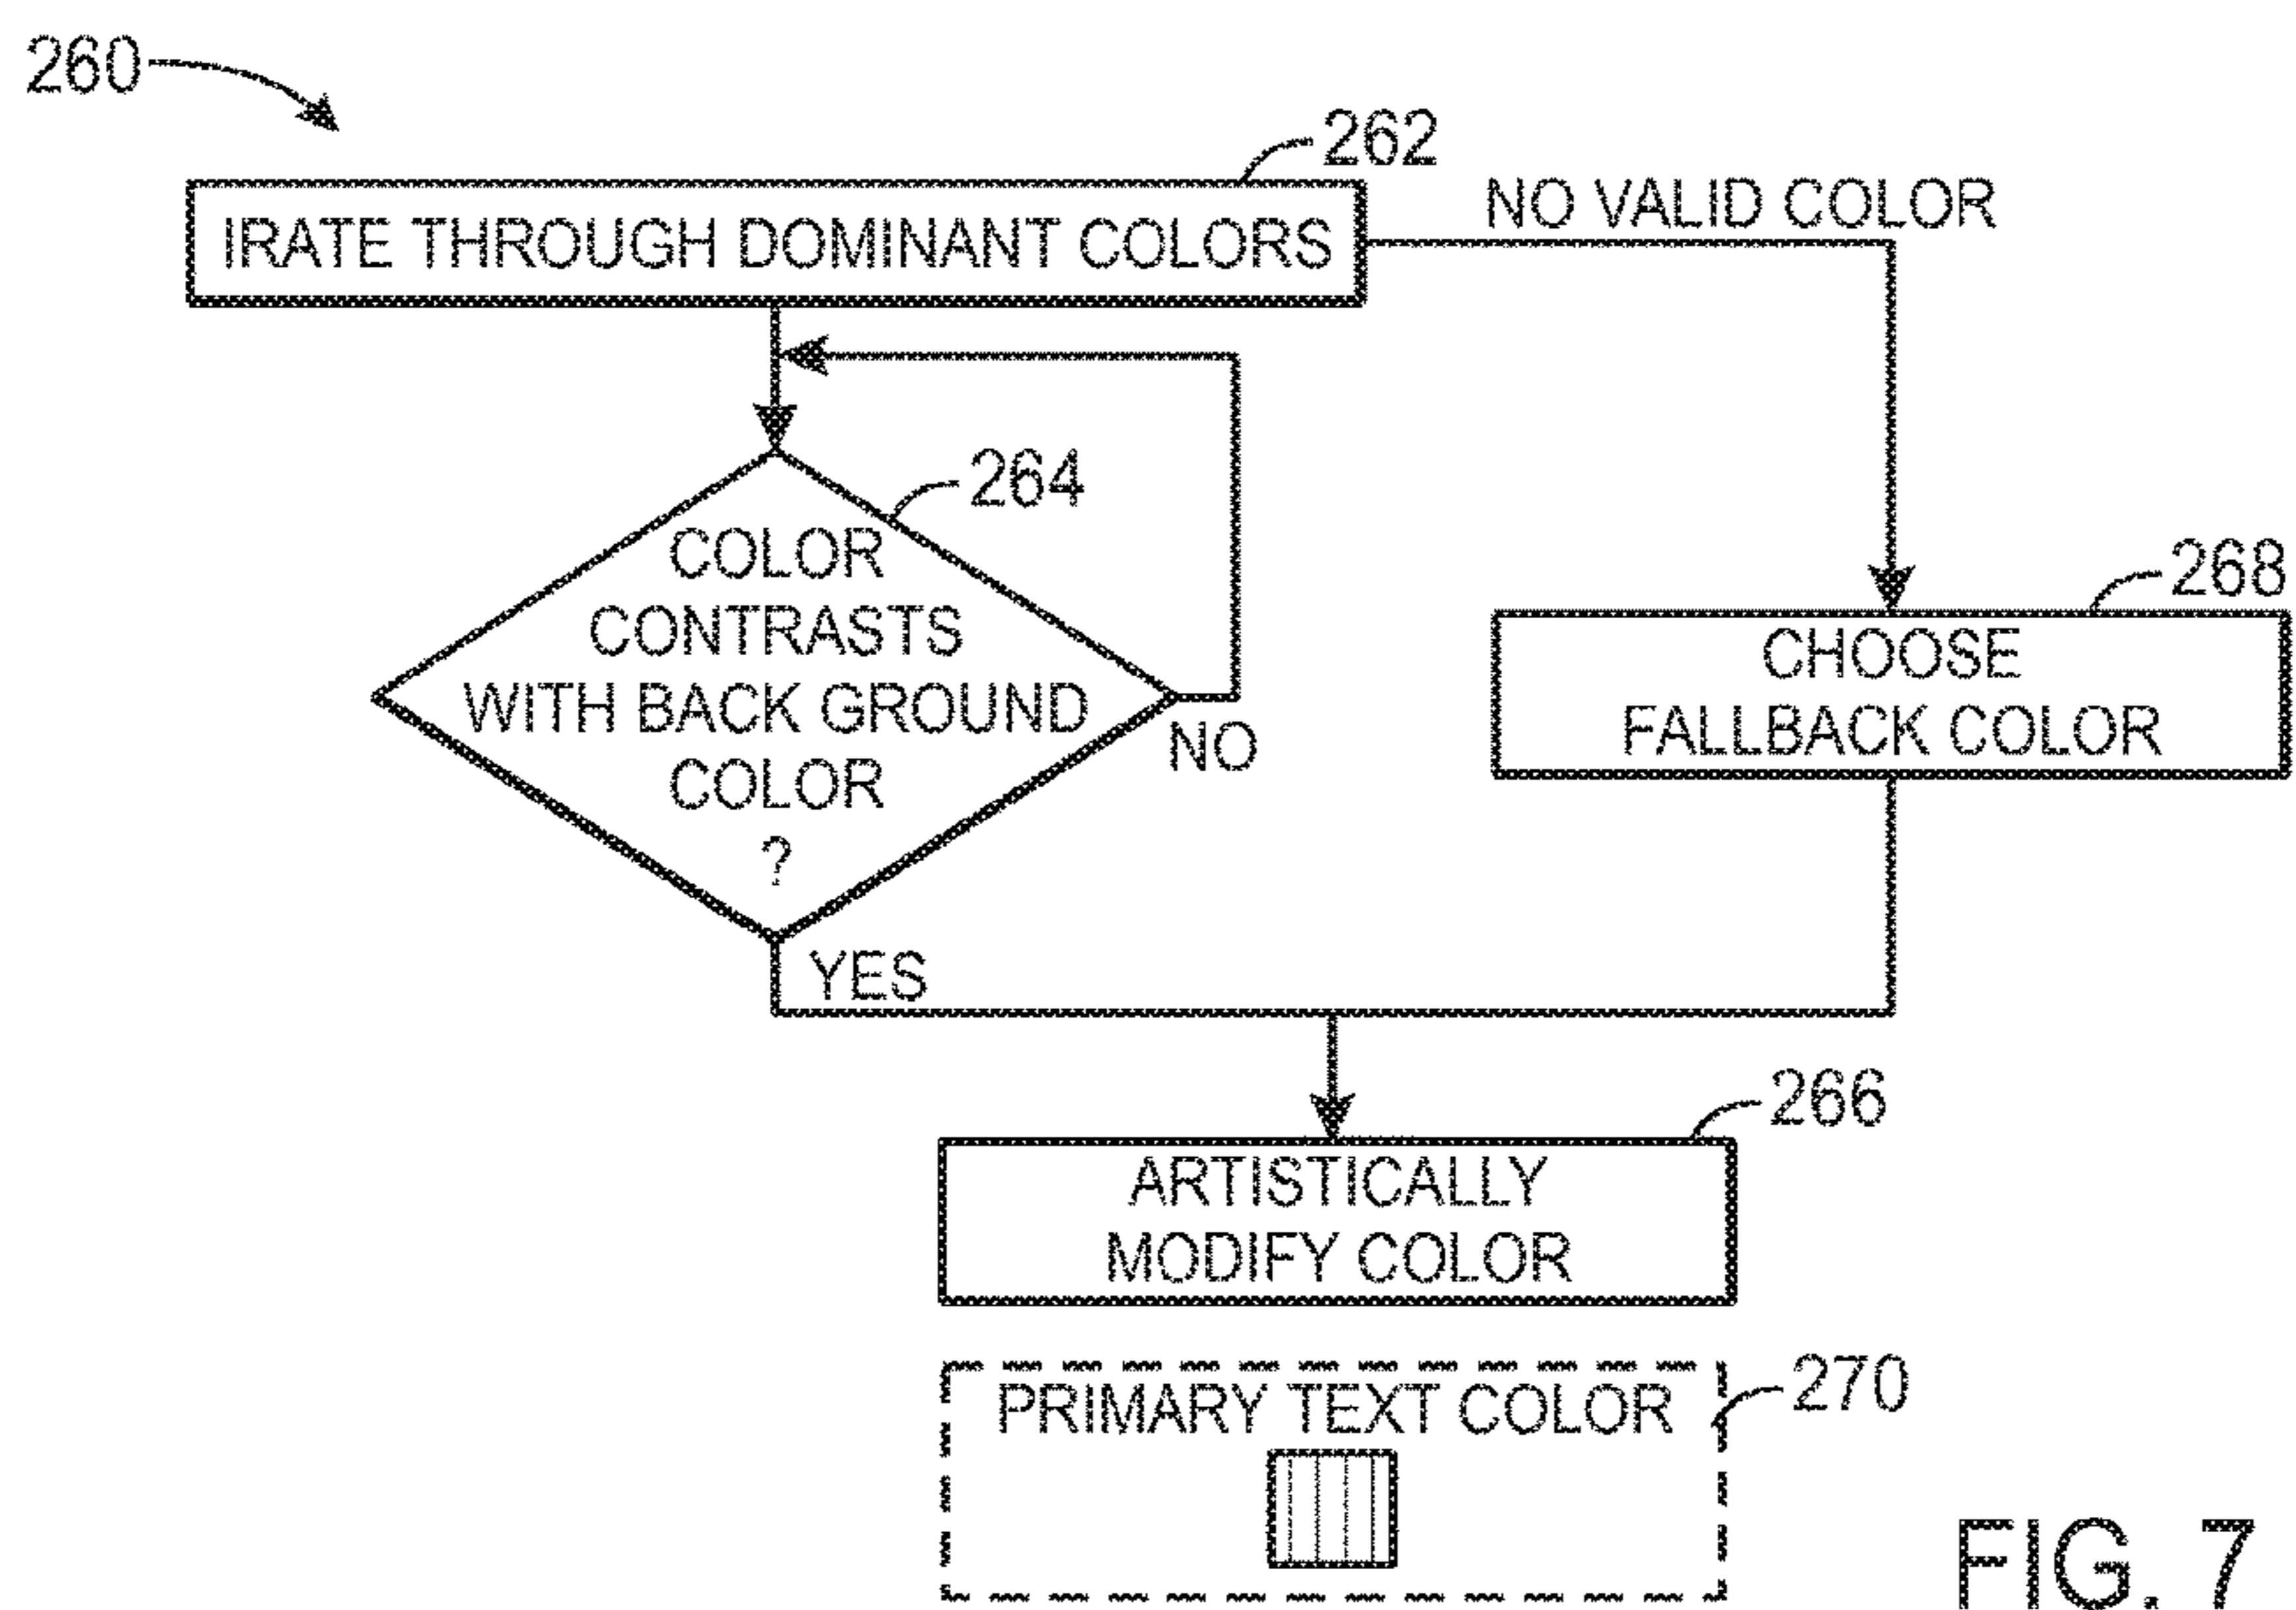 260
262
IRATE THROUGH DOMINANT COLORS
NO VALID COLOR
264
COLOR
CONTRASTS
WITH BACK GROUND
COLOR
?
NO
YES
268
CHOOSE
FALLBACK COLOR
266
ARTISTICALLY
MODIFY COLOR
270
PRIMARY TEXT COLOR
FIG. 7